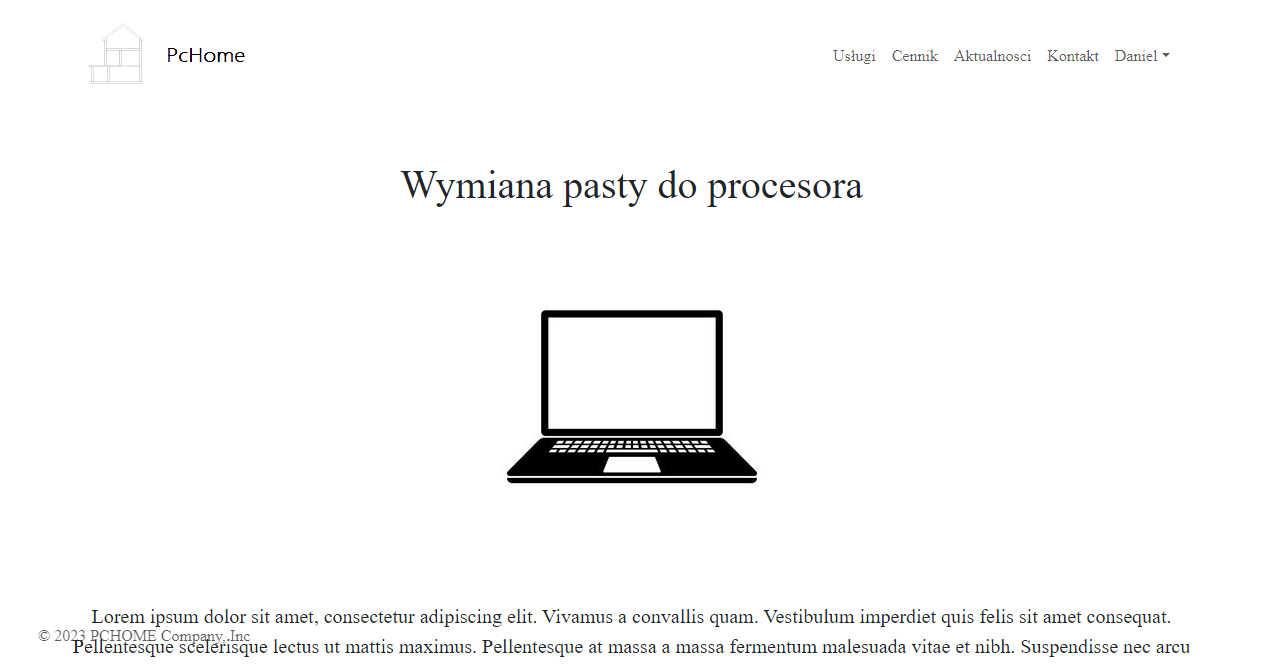 PcHome
Usługi Cennik Aktualnosci Kontakt Daniel
Wymiana pasty do procesora
Lorem ipsum dolor sit amet, consectetur adipiscing elit. Vivamus a convallis quam. Vestibulum imperdiet quis felis sit amet consequat.
© 2023 PCHOME Company, Inc
Pellentesque scelerisque lectus ut mattis maximus. Pellentesque at massa a massa fermentum malesuada vitae et nibh. Suspendisse nec arcu